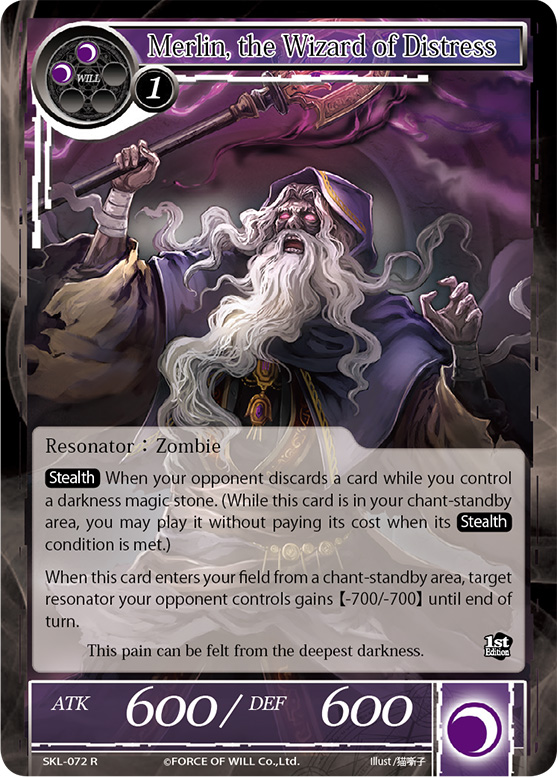 Merlin, the Wizard of Distress
WILL
1
Resonator : Zombie
Stealth When your opponent discards a card while you control
a darkness magic stone. (While this card is in your chant-standby
area, you may play it without paying its cost when its Stealth
condition is met.)
When this card enters your field from a chant-standby area, target
resonator your opponent controls gains 【-700/-700】 until end of
turn.
This pain can be felt from the deepest darkness.
1st
Edition
ATK 600 / DEF 600
SKL-072 R ©FORCE OF WILL Co.,Ltd. Illust /猫噺子